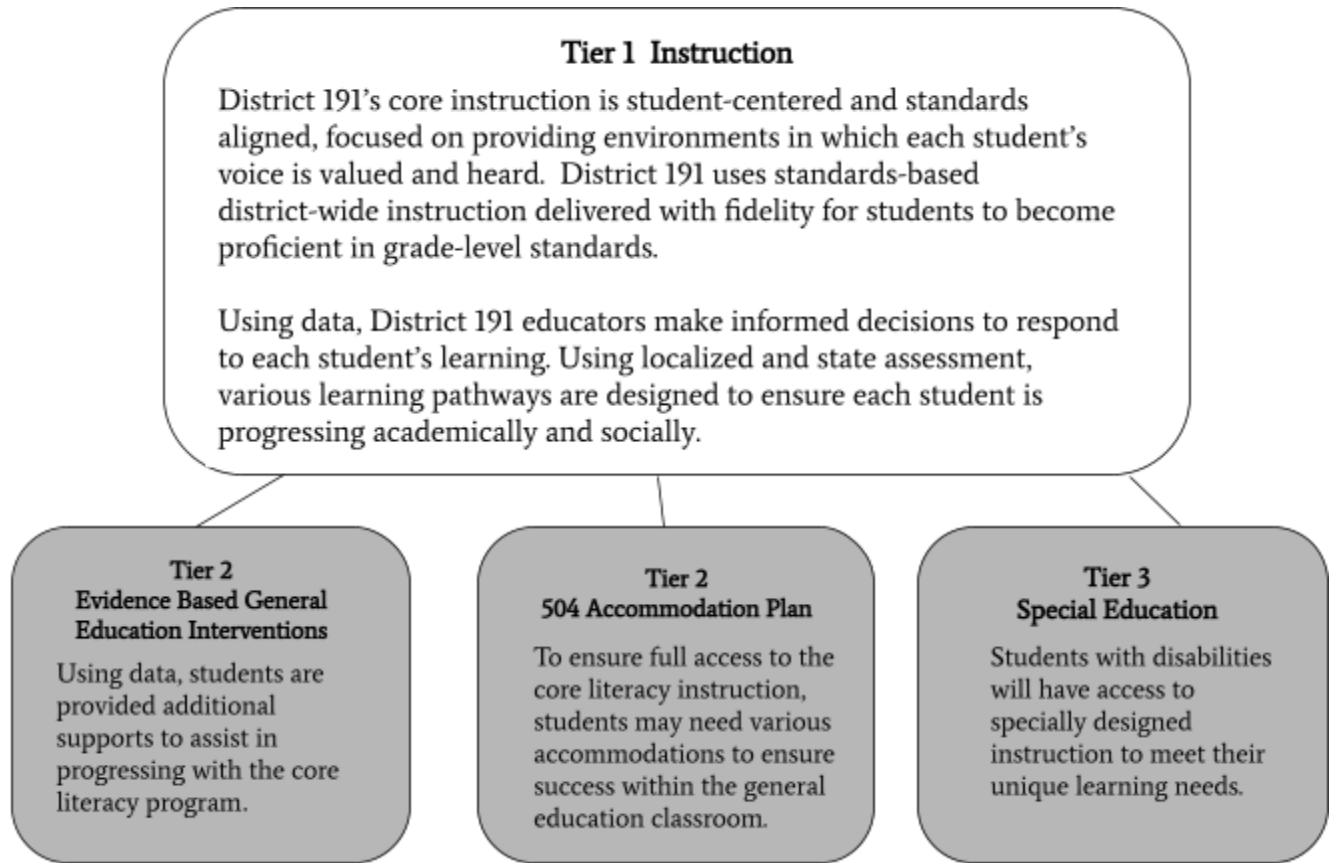 Tier 1 Instruction
District 191's core instruction is student-centered and standards
aligned, focused on providing environments in which each student's
voice is valued and heard. District 191 uses standards-based
district-wide instruction delivered with fidelity for students to become
proficient in grade-level standards.
Using data, District 191 educators make informed decisions to respond
to each student's learning. Using localized and state assessment,
various learning pathways are designed to ensure each student is
progressing academically and socially.
Tier 2
Evidence Based General
Education Interventions
Using data, students are
provided additional
supports to assist in
progressing with the core
literacy program.
Tier 2
504 Accommodation Plan
To ensure full access to the
core literacy instruction,
students may need various
accommodations to ensure
success within the general
education classroom.
Tier 3
Special Education
Students with disabilities
will have access to
specially designed
instruction to meet their
unique learning needs.